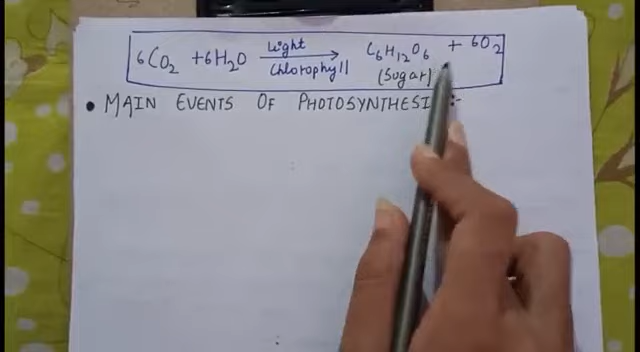 6CO₂ + 6H₂O Light Chlorophyll → C₆H₁₂O₆ (Sugar) + 6O₂
• MAIN EVENTS OF PHOTOSYNTHESI :-